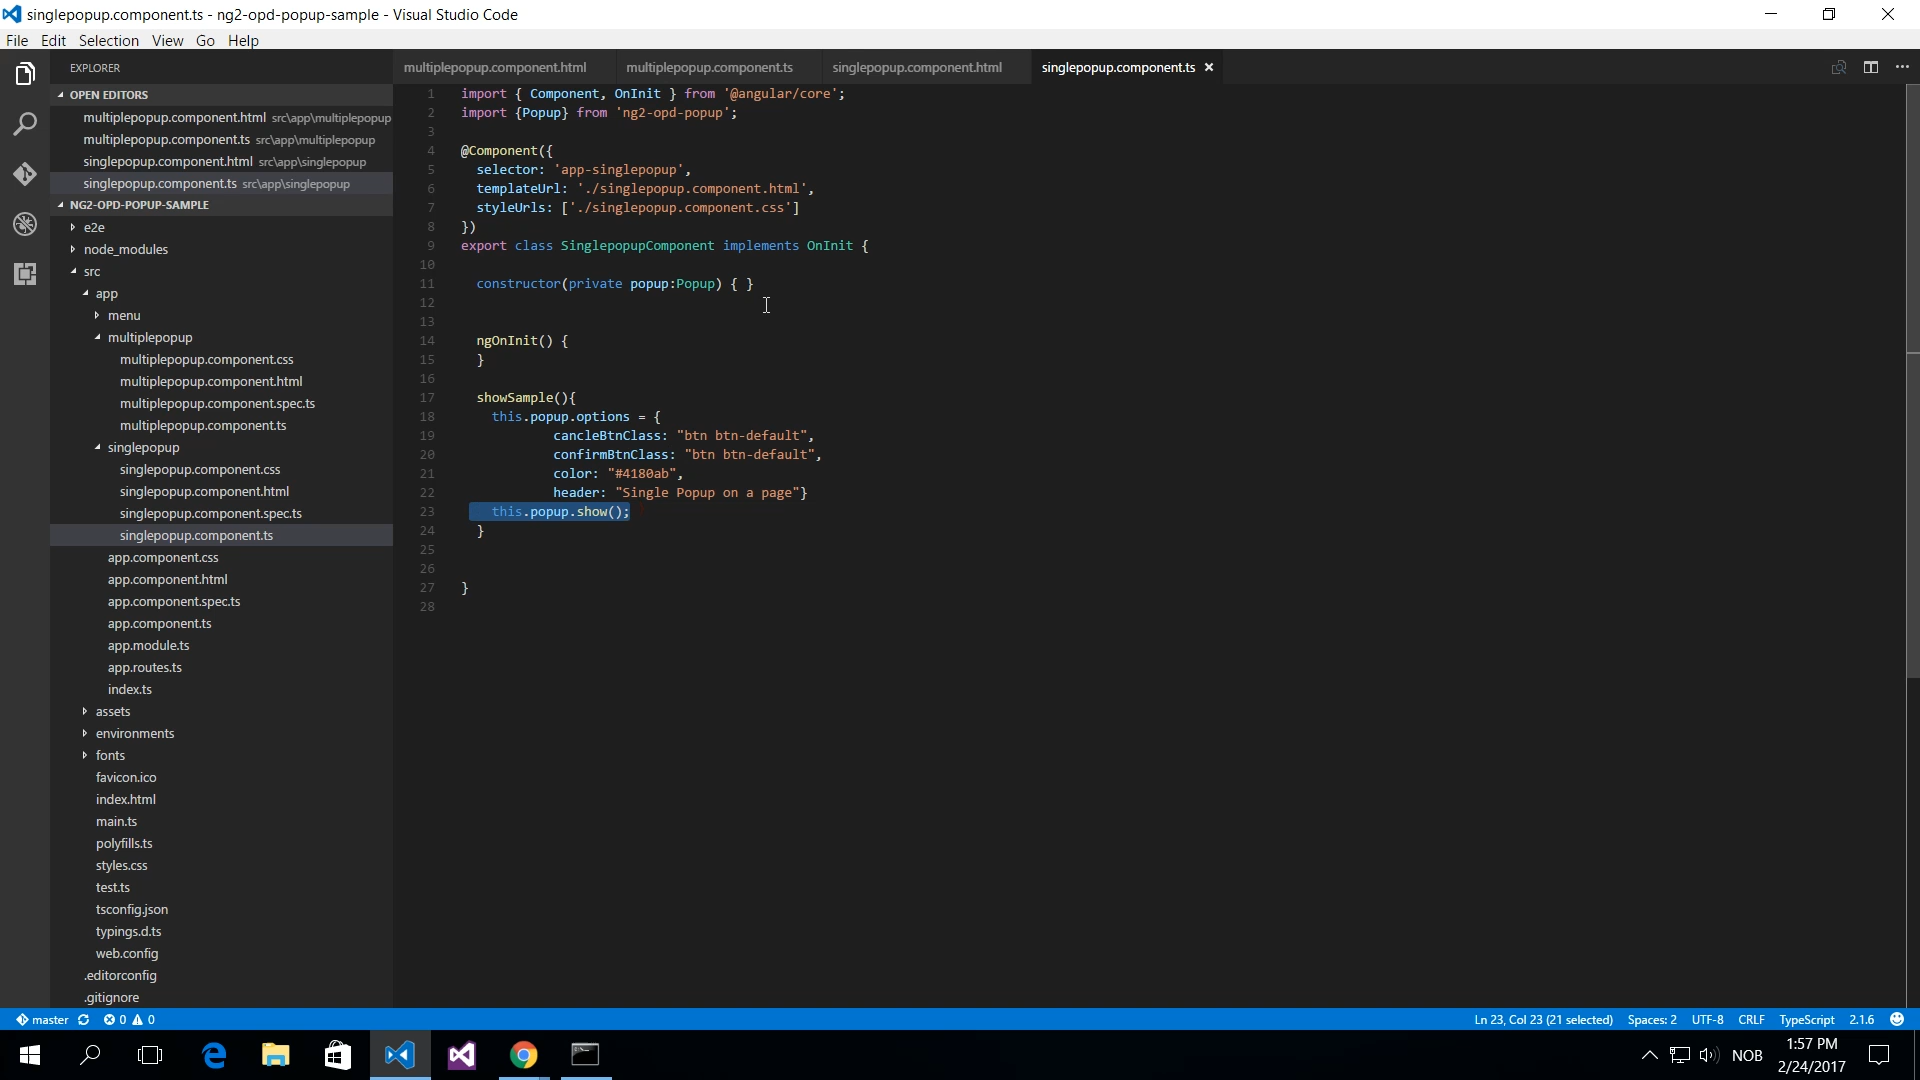 singlepopup.component.ts - ng2-opd-popup-sample - Visual Studio Code
File Edit Selection View Go Help
EXPLORER
OPEN EDITORS
multiplepopup.component.html src\app\multiplepopup
multiplepopup.component.ts src\app\multiplepopup
singlepopup.component.html src\app\singlepopup
singlepopup.component.ts src\app\singlepopup
NG2-OPD-POPUP-SAMPLE
e2e
node_modules
src
app
menu
multiplepopup
multiplepopup.component.css
multiplepopup.component.html
multiplepopup.component.spec.ts
multiplepopup.component.ts
singlepopup
singlepopup.component.css
singlepopup.component.html
singlepopup.component.spec.ts
singlepopup.component.ts
app.component.css
app.component.html
app.component.spec.ts
app.component.ts
app.module.ts
app.routes.ts
index.ts
assets
environments
fonts
favicon.ico
index.html
main.ts
polyfills.ts
styles.css
test.ts
tsconfig.json
typings.d.ts
web.config
.editorconfig
.gitignore
multiplepopup.component.html multiplepopup.component.ts singlepopup.component.html singlepopup.component.ts
1 import { Component, OnInit } from '@angular/core';
2 import {Popup} from 'ng2-opd-popup';
3
4 @Component({
5 selector: 'app-singlepopup',
6 templateUrl: './singlepopup.component.html',
7 styleUrls: ['./singlepopup.component.css']
8 })
9 export class SinglepopupComponent implements OnInit {
10
11 constructor(private popup:Popup) { }
12
13
14 ngOnInit() {
15 }
16
17 showSample(){
18 this.popup.options = {
19 cancleBtnClass: "btn btn-default",
20 confirmBtnClass: "btn btn-default",
21 color: "#4180ab",
22 header: "Single Popup on a page"}
23 this.popup.show();
24 }
25
26
27 }
28
master 0 0 Ln 23, Col 23 (21 selected) Spaces: 2 UTF-8 CRLF TypeScript 2.1.6
NOB
1:57 PM
2/24/2017